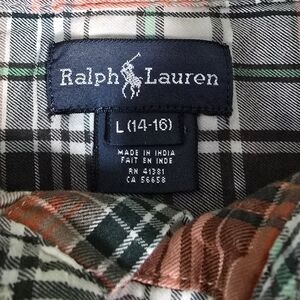 Ralph Lauren
L (14-16)
MADE IN INDIA
FAIT EN INDE
RN 41381
CA 56658